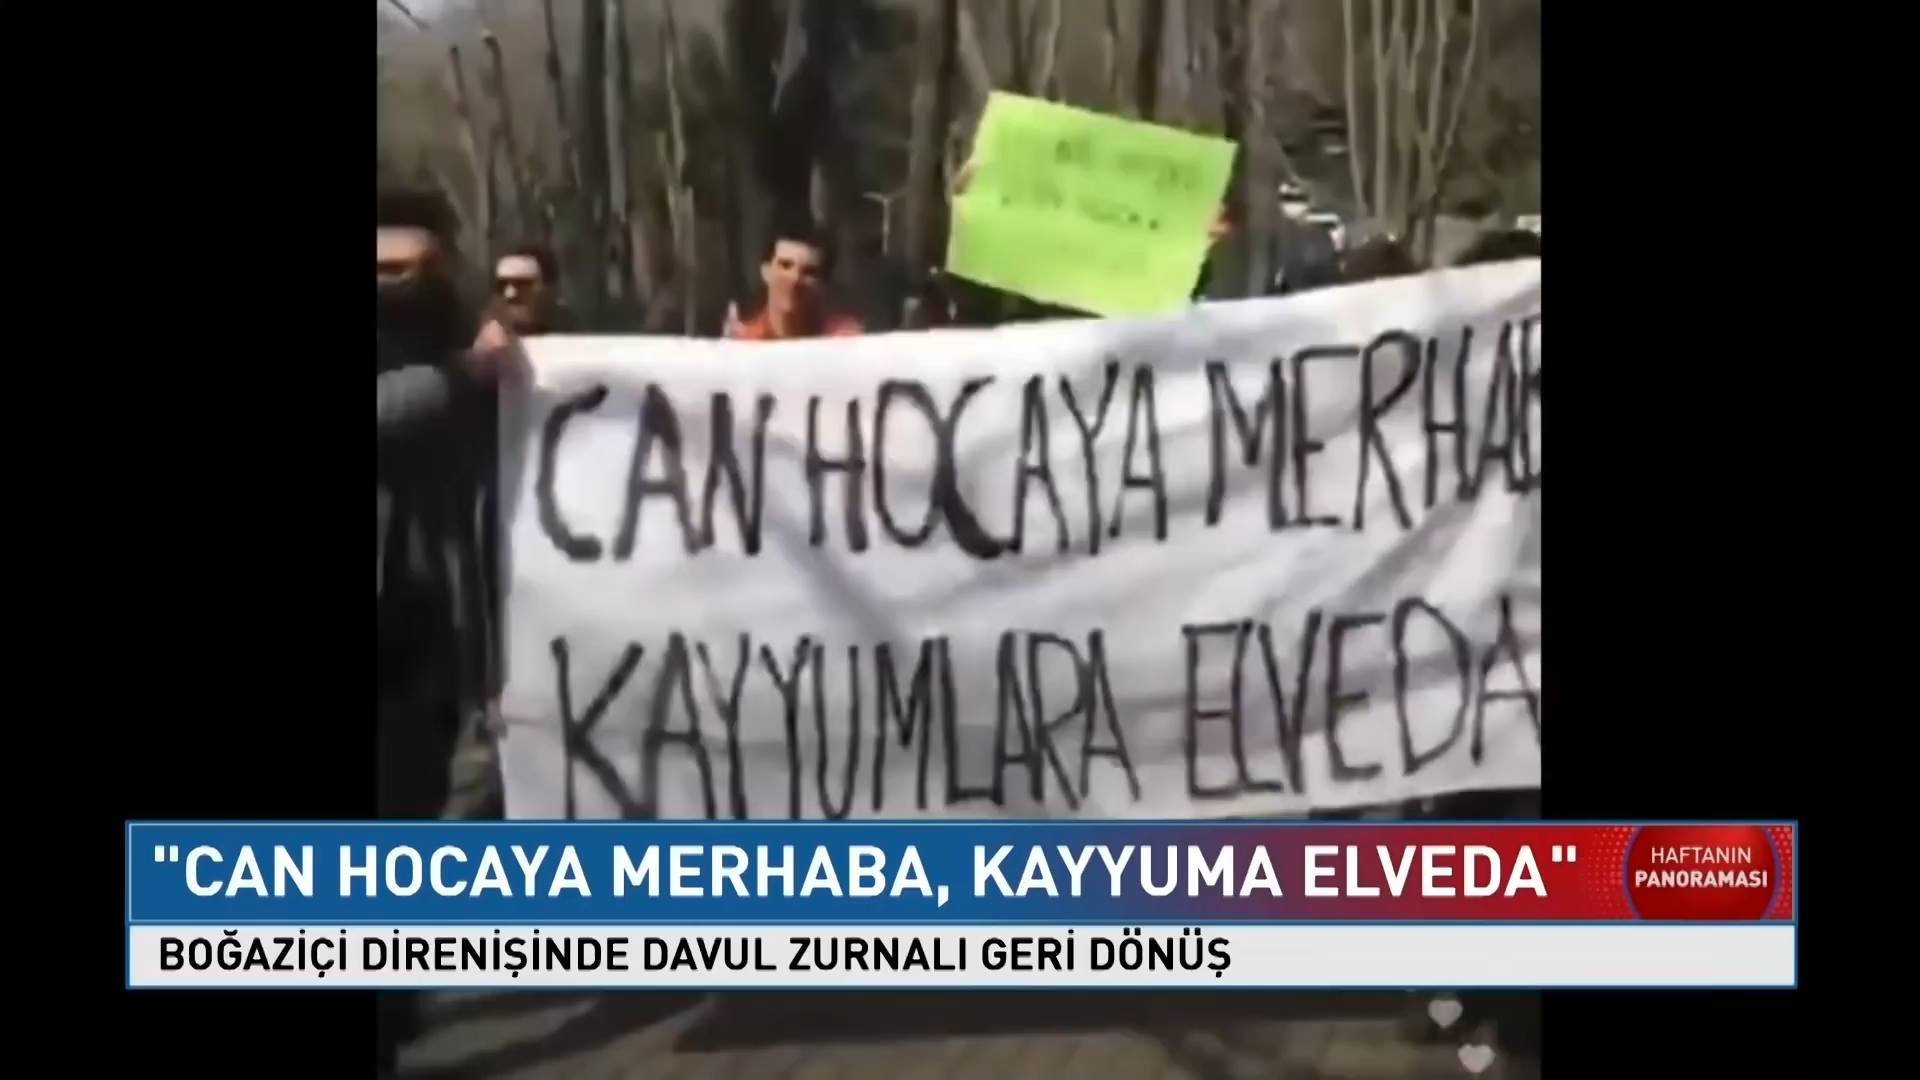 CAN HOCAYA MERHAB
KAYYUMLARA ELVEDA
"CAN HOCAYA MERHABA, KAYYUMA ELVEDA"
HAFTANIN
PANORAMASI
BOĞAZİÇİ DİRENİŞİNDE DAVUL ZURNALI GERİ DÖNÜŞ